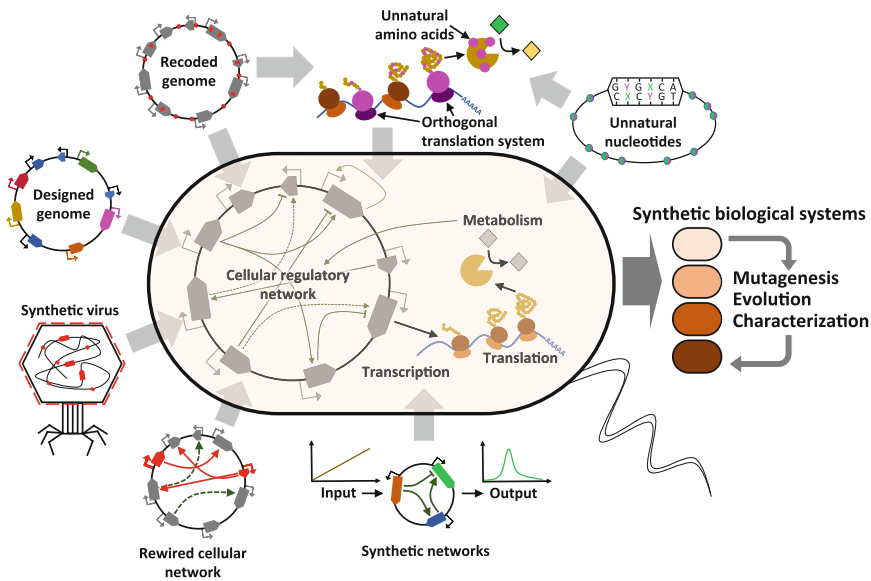 Unnatural
amino acids
Recoded
genome
AAAAA
Orthogonal
translation system
G Y G X C A
C X C Y G T
Unnatural
nucleotides
Designed
genome
Synthetic biological systems
Metabolism
Cellular regulatory
network
Mutagenesis
Evolution
Characterization
Synthetic virus
AAAAA
Transcription
Translation
Input
Output
Rewired cellular
network
Synthetic networks